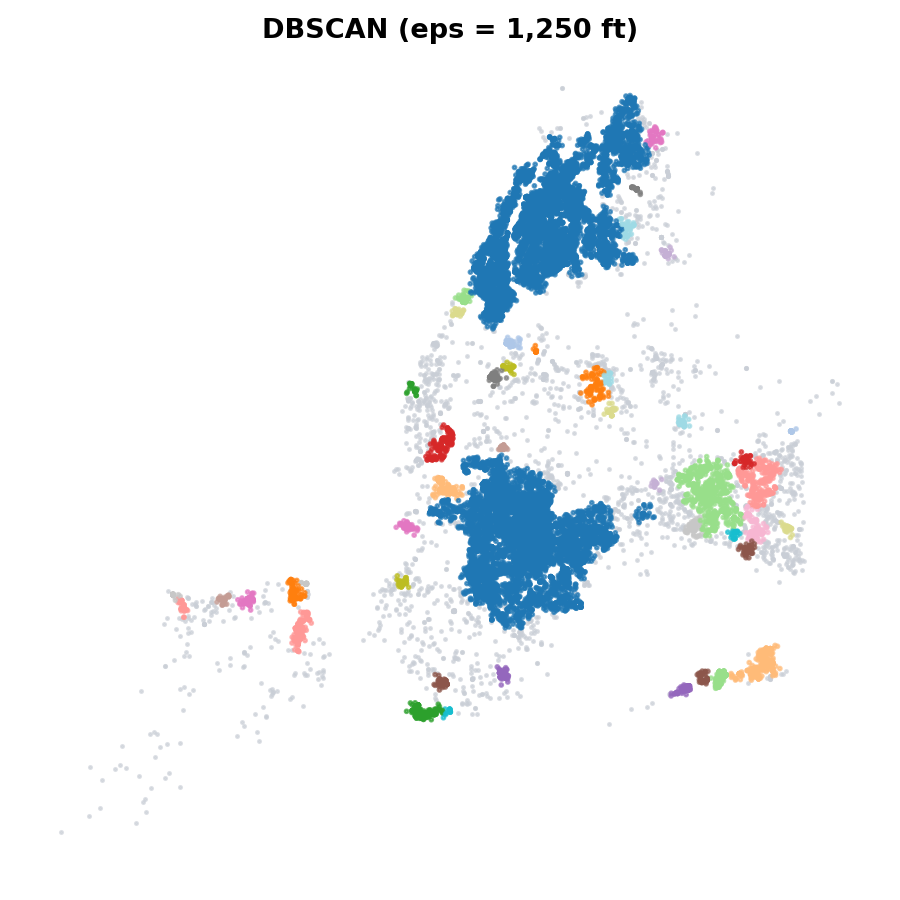 DBSCAN (eps = 1,250 ft)